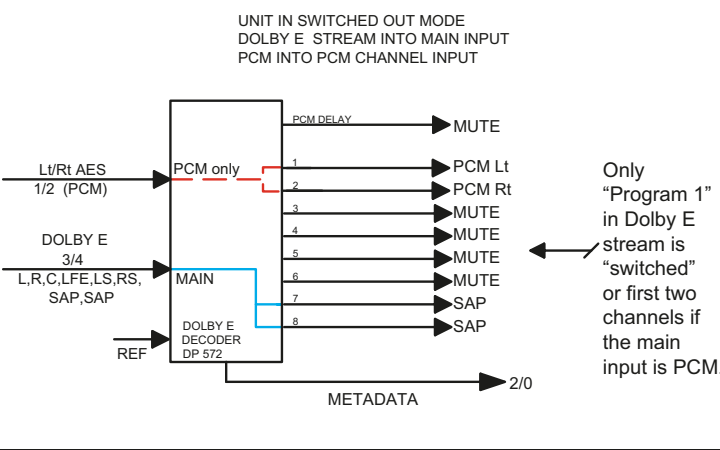 UNIT IN SWITCHED OUT MODE
DOLBY E STREAM INTO MAIN INPUT
PCM INTO PCM CHANNEL INPUT
PCM DELAY
MUTE
Lt/Rt AES
1/2 (PCM)
PCM only
1
PCM Lt
2
PCM Rt
3
MUTE
4
MUTE
5
MUTE
6
MUTE
7
SAP
8
SAP
DOLBY E
3/4
L,R,C,LFE,LS,RS,
SAP,SAP
MAIN
DOLBY E
DECODER
DP 572
REF
2/0
METADATA
Only
“Program 1”
in Dolby E
stream is
“switched”
or first two
channels if
the main
input is PCM.